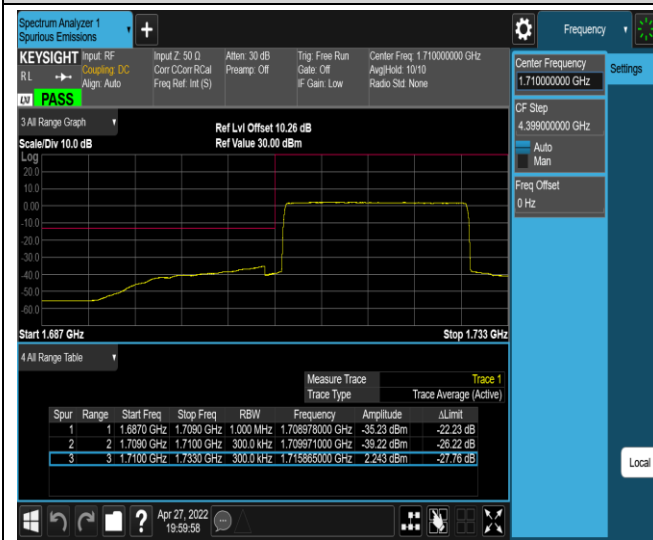 Spectrum Analyzer 1
Spurious Emissions
+
Frequency
KEYSIGHT
RL
LXI PASS
Input: RF
Coupling: DC
Align: Auto
Input Z: 50 Ω
Corr CCorr RCal
Freq Ref: Int (S)
Atten: 30 dB
Preamp: Off
Trig: Free Run
Gate: Off
IF Gain: Low
Center Freq: 1.710000000 GHz
Avg|Hold: 10/10
Radio Std: None
Center Frequency
1.710000000 GHz
Settings
CF Step
4.399000000 GHz
Auto
Man
Freq Offset
0 Hz
3 All Range Graph
Scale/Div 10.0 dB
Ref Lvl Offset 10.26 dB
Ref Value 30.00 dBm
Log
20.0
10.0
0.00
-10.0
-20.0
-30.0
-40.0
-50.0
-60.0
Start 1.687 GHz
Stop 1.733 GHz
4 All Range Table
Measure Trace Trace 1
Trace Type Trace Average (Active)
Spur Range Start Freq Stop Freq RBW Frequency Amplitude ΔLimit
1 1 1.6870 GHz 1.7090 GHz 1.000 MHz 1.708978000 GHz -35.23 dBm -22.23 dB
2 2 1.7090 GHz 1.7100 GHz 300.0 kHz 1.709971000 GHz -39.22 dBm -26.22 dB
3 3 1.7100 GHz 1.7330 GHz 300.0 kHz 1.715865000 GHz 2.243 dBm -27.76 dB
Local
?
Apr 27, 2022
19:59:58